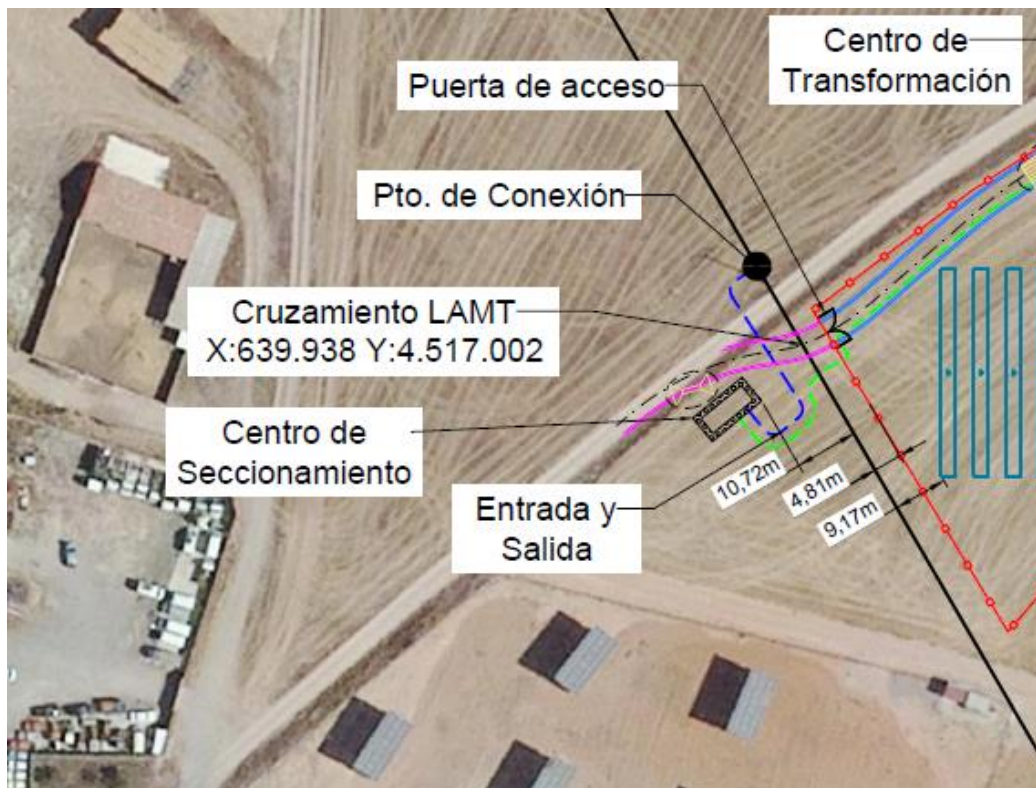 Centro de
Transformación
Puerta de acceso
Pto. de Conexión
Cruzamiento LAMT
X:639.938 Y:4.517.002
Centro de
Seccionamiento
Entrada y
Salida
10,72m
4,81m
9,17m